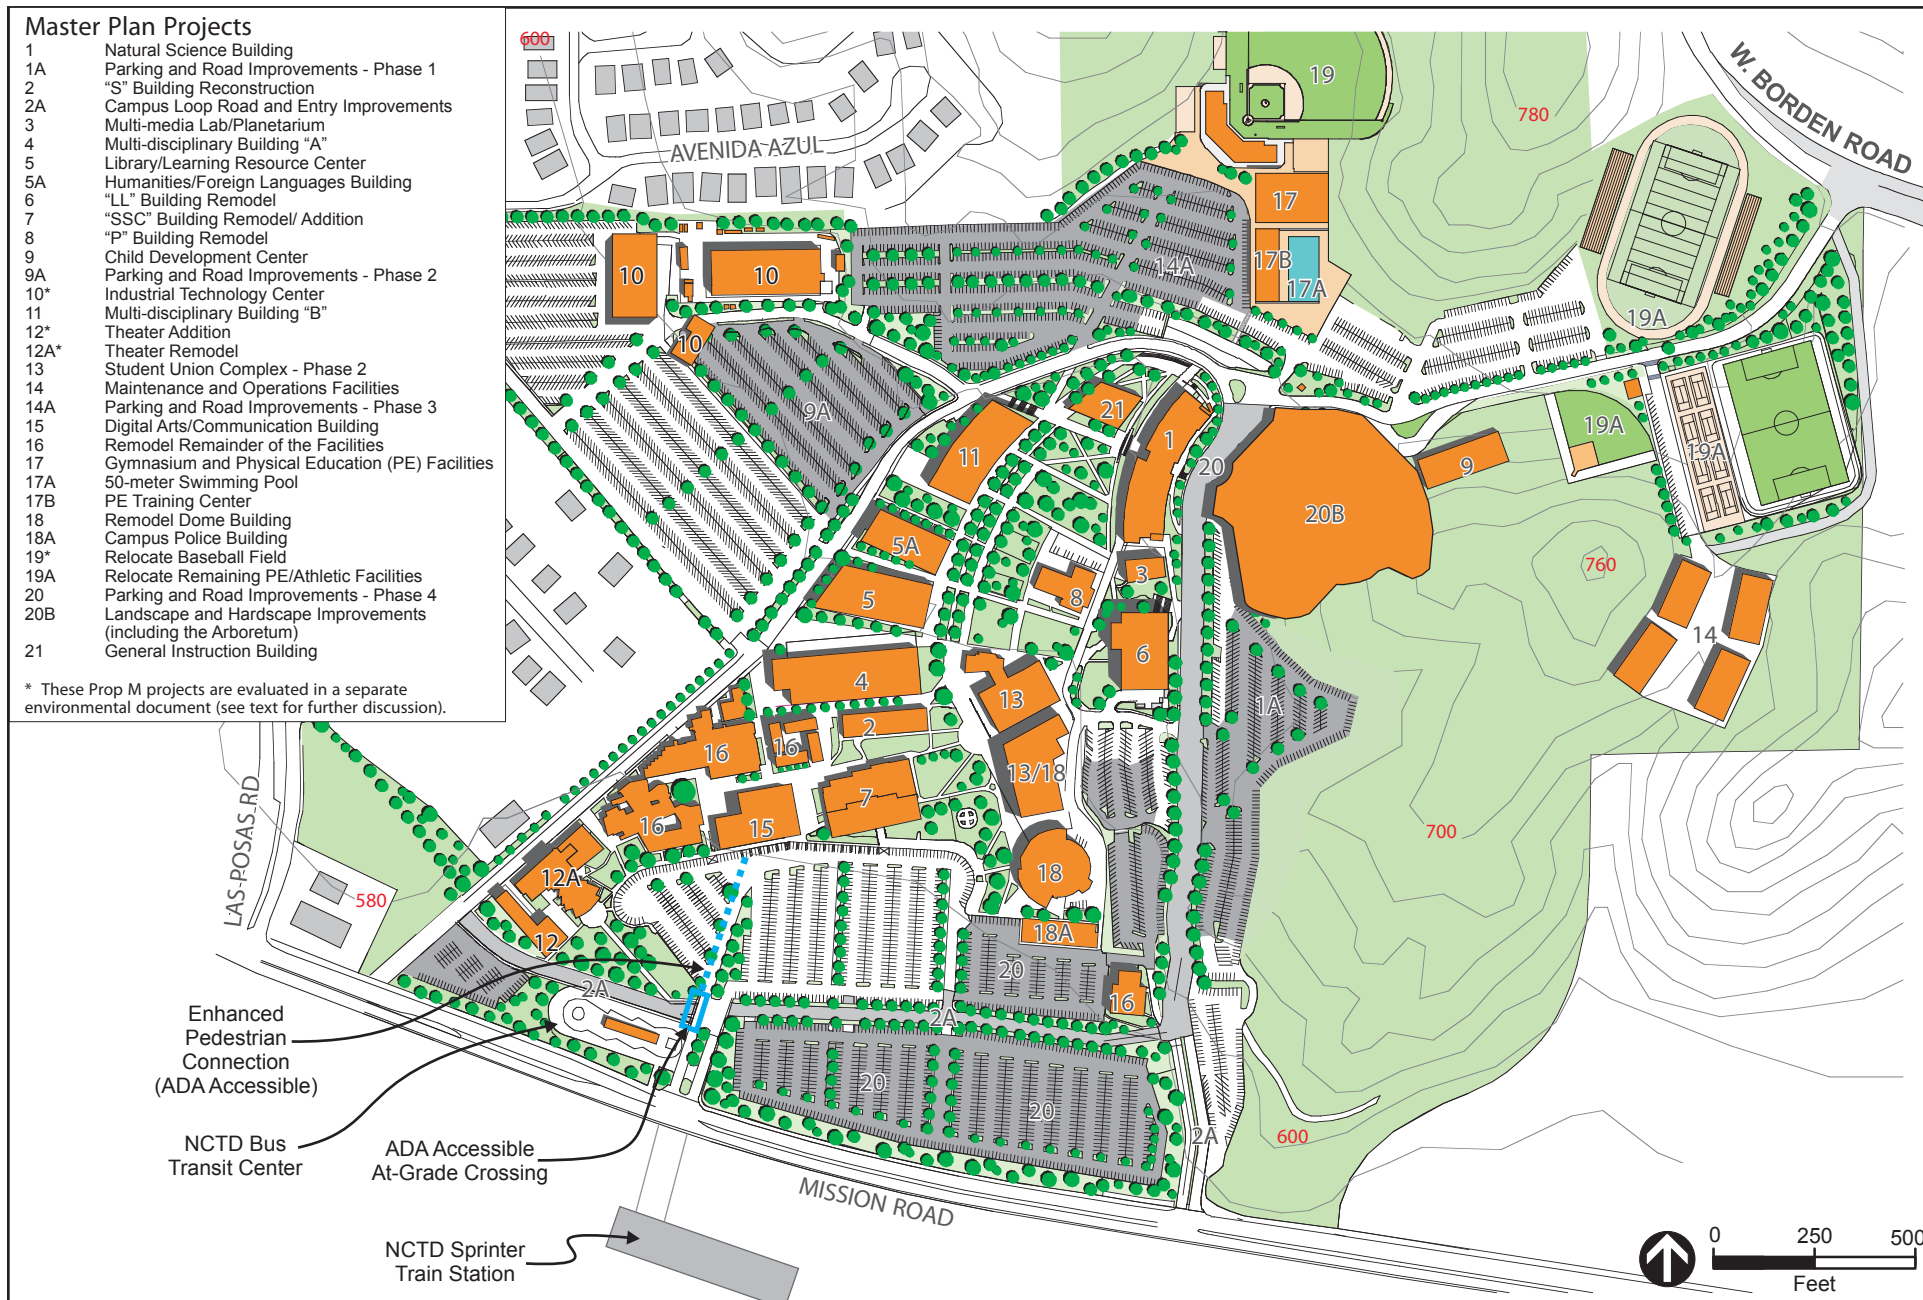 Master Plan Projects
1 Natural Science Building
1A Parking and Road Improvements - Phase 1
2 “S” Building Reconstruction
2A Campus Loop Road and Entry Improvements
3 Multi-media Lab/Planetarium
4 Multi-disciplinary Building “A”
5 Library/Learning Resource Center
5A Humanities/Foreign Languages Building
6 “LL” Building Remodel
7 “SSC” Building Remodel/ Addition
8 “P” Building Remodel
9 Child Development Center
9A Parking and Road Improvements - Phase 2
10* Industrial Technology Center
11 Multi-disciplinary Building “B”
12* Theater Addition
12A* Theater Remodel
13 Student Union Complex - Phase 2
14 Maintenance and Operations Facilities
14A Parking and Road Improvements - Phase 3
15 Digital Arts/Communication Building
16 Remodel Remainder of the Facilities
17 Gymnasium and Physical Education (PE) Facilities
17A 50-meter Swimming Pool
17B PE Training Center
18 Remodel Dome Building
18A Campus Police Building
19* Relocate Baseball Field
19A Relocate Remaining PE/Athletic Facilities
20 Parking and Road Improvements - Phase 4
20B Landscape and Hardscape Improvements
(including the Arboretum)
21 General Instruction Building
* These Prop M projects are evaluated in a separate
environmental document (see text for further discussion).
600
19
780
W. BORDEN ROAD
AVENIDA AZUL
17
10
10
14A
17B
17A
19A
10
9A
21
1
11
20
19A
19A
9
20B
5A
760
3
8
5
14
6
4
13
1A
2
16
16
13/18
7
16
15
700
LAS POSAS RD
18
12A
580
12
18A
20
16
2A
2A
Enhanced
Pedestrian
Connection
(ADA Accessible)
20
20
2A
600
NCTD Bus
Transit Center
ADA Accessible
At-Grade Crossing
MISSION ROAD
NCTD Sprinter
Train Station
0 250 500
Feet